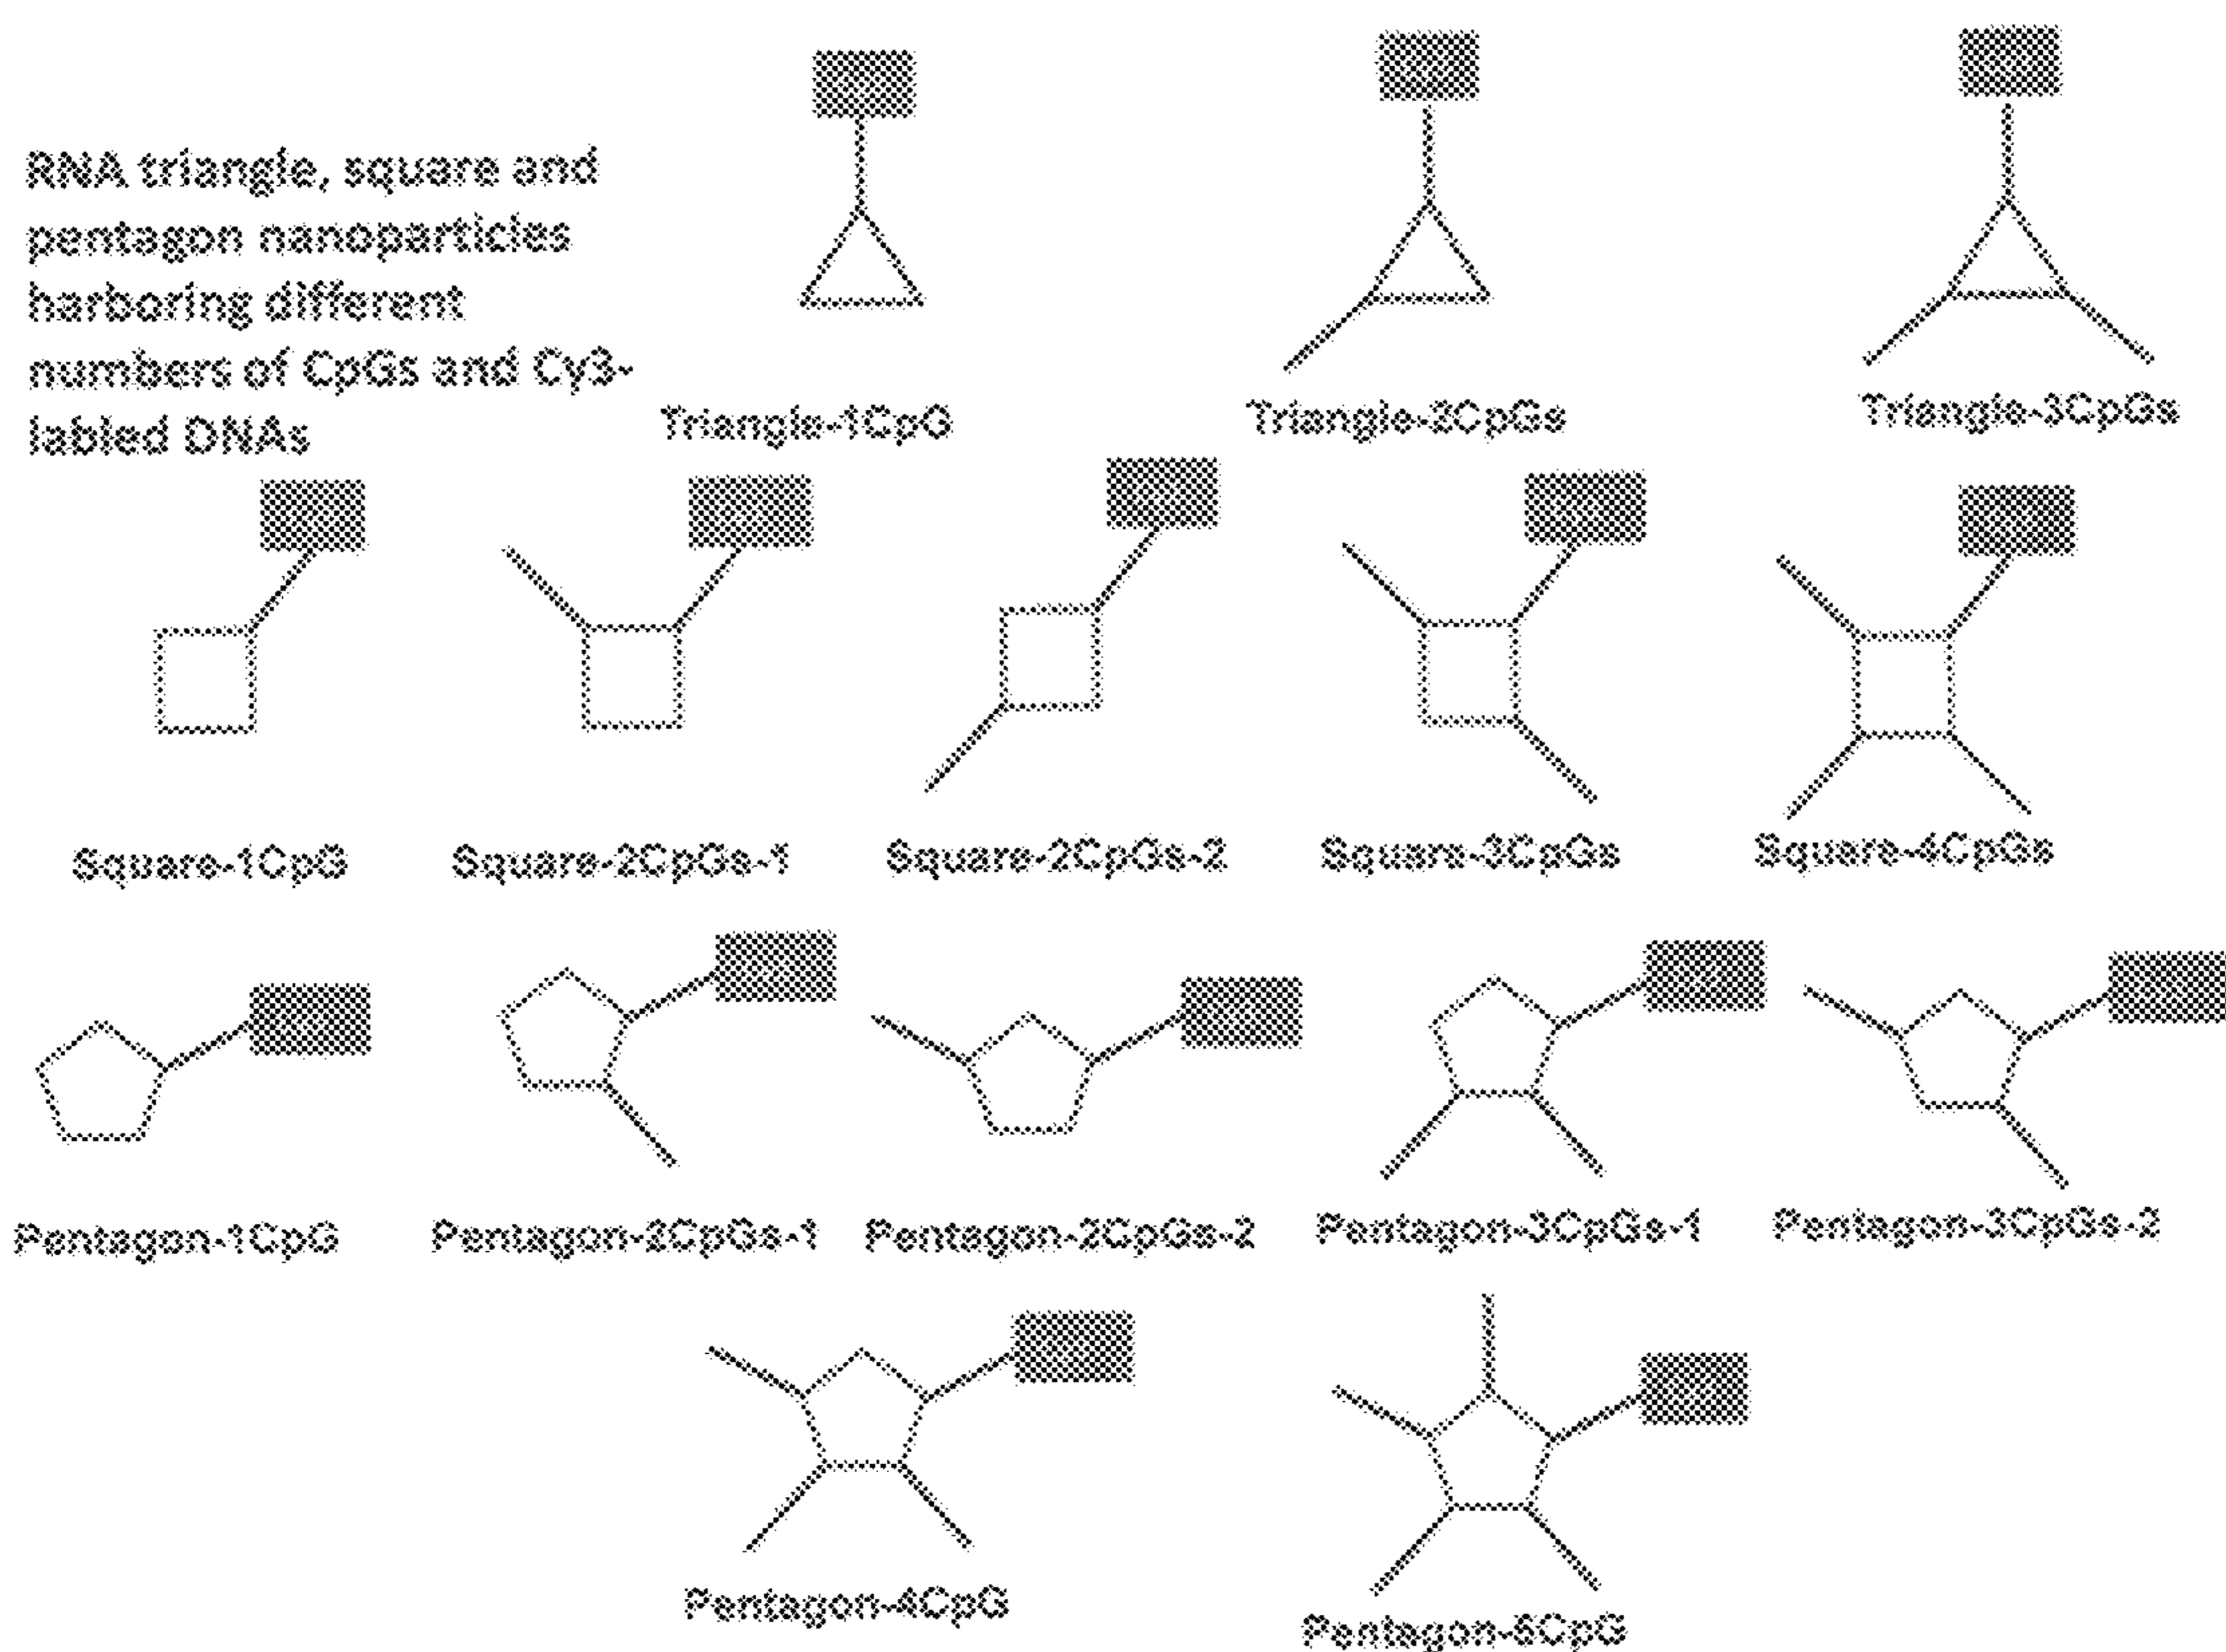 RNA triangle, square and
pentagon nanoparticles
harboring different
numbers of CpGs and Cy3-
labled DNAs
Triangle-1CpG
Triangle-2CpGs
Triangle-3CpGs
Square-1CpG
Square-2CpGs-1
Square-2CpGs-2
Square-3CpGs
Square-4CpGs
Pentagon-1CpG
Pentagon-2CpGs-1
Pentagon-2CpGs-2
Pentagon-3CpGs-1
Pentagon-3CpGs-2
Pentagon-4CpG
Pentagon-5CpG